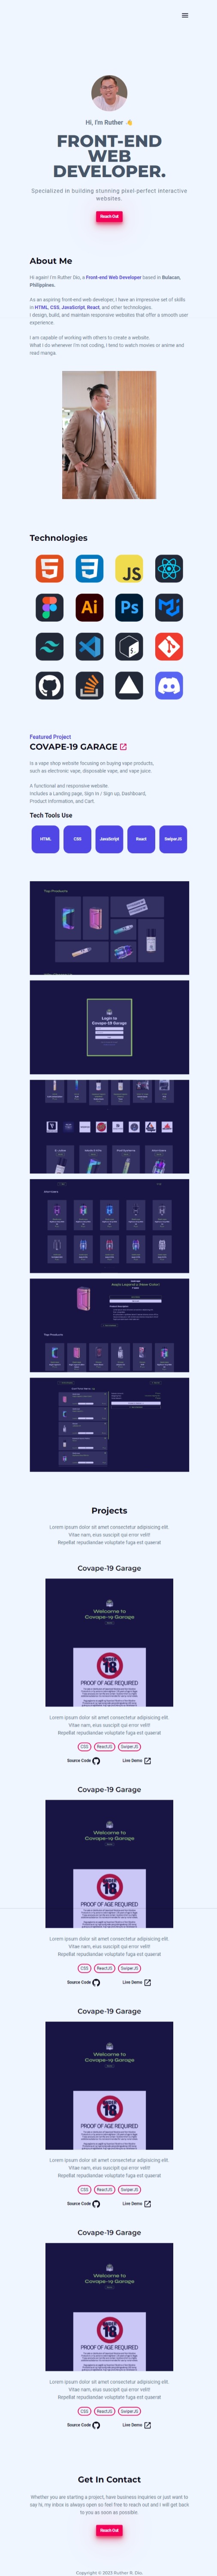 Hi, I'm Ruther 👋
FRONT-END
WEB
DEVELOPER.
Specialized in building stunning pixel-perfect interactive
websites.
Reach Out
About Me
Front-end Web Developer based in Bulacan,
Philippines.
As an aspiring front-end web developer, I have an impressive set of skills
in HTML, CSS, JavaScript, React, and other technologies.
I design, build, and maintain responsive websites that offer a smooth user
experience.
I am capable of working with others to create a website.
What I do whenever I'm not coding, I tend to watch movies or anime and
read manga.
Technologies
JS
Ai
Ps
Featured Project
COVAPE-19 GARAGE
Is a vape shop website focusing on buying vape products,
such as electronic vape, disposable vape, and vape juice.
A functional and responsive website.
Includes a Landing page, Sign In / Sign up, Dashboard,
Product information, and Cart.
Tech Tools Use
HTML
CSS
JavaScript
React
SwiperJS
Top Products
Login to
Covape-19 Garage
Top Products
Projects
Lorem ipsum dolor sit amet consectetur adipisicing elit.
Vitae nam, eius suscipit qui error velit!
Repellat repudiandae voluptate fuga est quaerat
Covape-19 Garage
Welcome to
Covape-19 Garage
18
PROOF OF AGE REQUIRED
Lorem ipsum dolor sit amet consectetur adipisicing elit.
Vitae nam, eius suscipit qui error velit!
Repellat repudiandae voluptate fuga est quaerat
CSS
ReactJS
SwiperJS
Source Code
Live Demo
Covape-19 Garage
Welcome to
Covape-19 Garage
18
PROOF OF AGE REQUIRED
Lorem ipsum dolor sit amet consectetur adipisicing elit.
Vitae nam, eius suscipit qui error velit!
Repellat repudiandae voluptate fuga est quaerat
CSS
ReactJS
SwiperJS
Source Code
Live Demo
Covape-19 Garage
Welcome to
Covape-19 Garage
18
PROOF OF AGE REQUIRED
Lorem ipsum dolor sit amet consectetur adipisicing elit.
Vitae nam, eius suscipit qui error velit!
Repellat repudiandae voluptate fuga est quaerat
CSS
ReactJS
SwiperJS
Source Code
Live Demo
Covape-19 Garage
Welcome to
Covape-19 Garage
18
PROOF OF AGE REQUIRED
Lorem ipsum dolor sit amet consectetur adipisicing elit.
Vitae nam, eius suscipit qui error velit!
Repellat repudiandae voluptate fuga est quaerat
CSS
ReactJS
SwiperJS
Source Code
Live Demo
Get In Contact
Whether you are starting a project, have business inquiries or just want to
say hi, my inbox is always open so feel free to reach out and I will get back
to you as soon as possible.
Reach Out
Copyright © 2023 Ruther R. Dio.